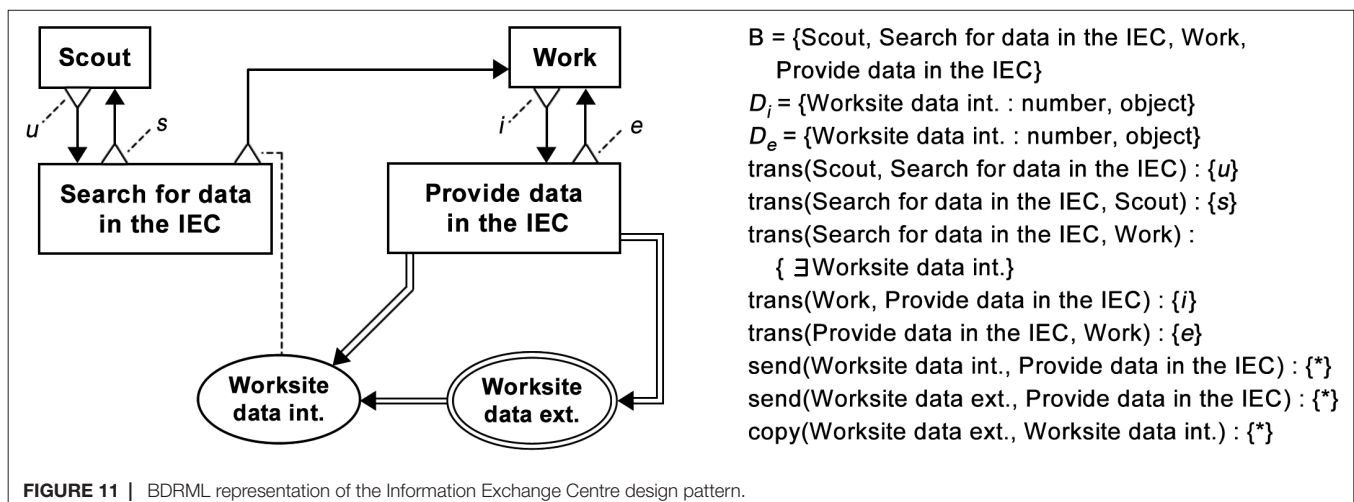 Scout
Work
u
s
i
e
Search for data
in the IEC
Provide data
in the IEC
Worksite
data int.
Worksite
data ext.
B = {Scout, Search for data in the IEC, Work,
Provide data in the IEC}
Di = {Worksite data int. : number, object}
De = {Worksite data int. : number, object}
trans(Scout, Search for data in the IEC) : {u}
trans(Search for data in the IEC, Scout) : {s}
trans(Search for data in the IEC, Work) :
{ ∃Worksite data int.}
trans(Work, Provide data in the IEC) : {i}
trans(Provide data in the IEC, Work) : {e}
send(Worksite data int., Provide data in the IEC) : {*}
send(Worksite data ext., Provide data in the IEC) : {*}
copy(Worksite data ext., Worksite data int.) : {*}
FIGURE 11 | BDRML representation of the Information Exchange Centre design pattern.